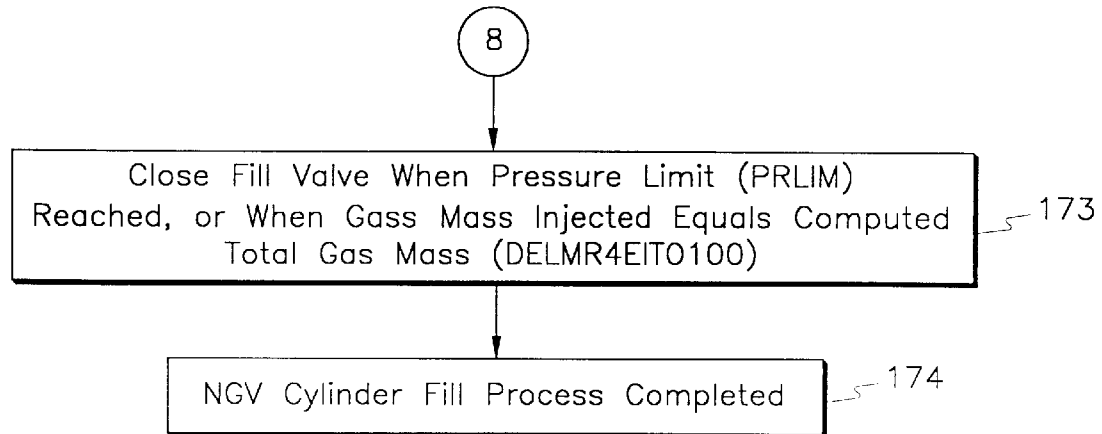 8
Close Fill Valve When Pressure Limit (PRLIM)
Reached, or When Gass Mass Injected Equals Computed
Total Gas Mass (DELMR4EITO100)
173
NGV Cylinder Fill Process Completed
174